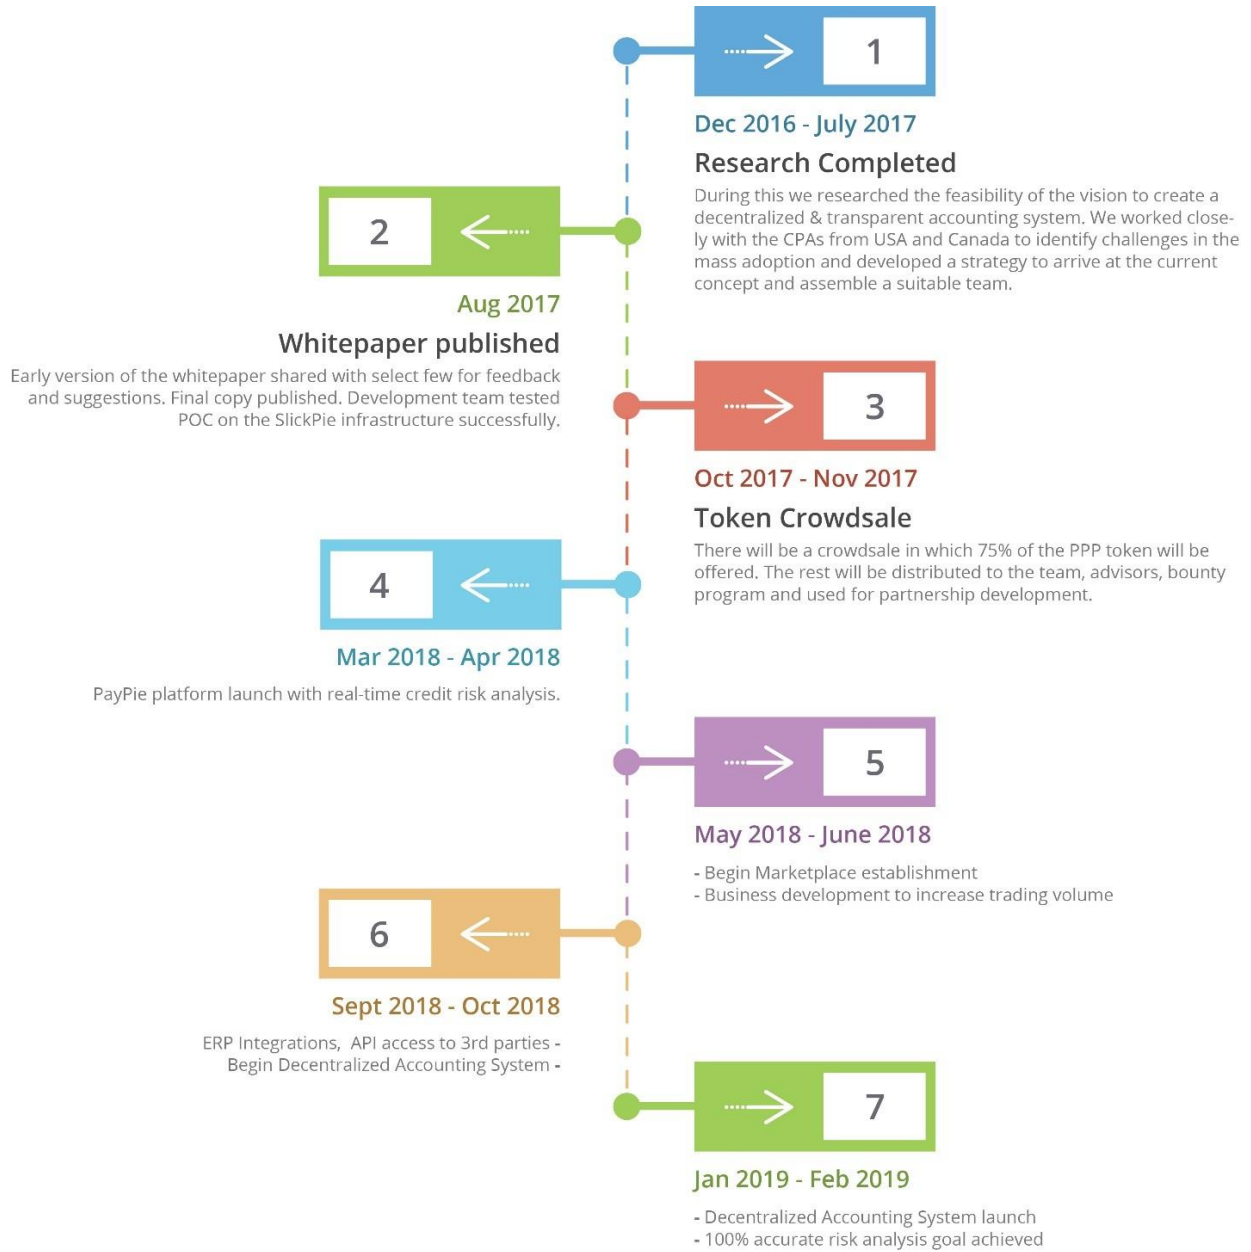 1
Dec 2016 - July 2017
Research Completed
During this we researched the feasibility of the vision to create a
decentralized & transparent accounting system. We worked close-
ly with the CPAs from USA and Canada to identify challenges in the
mass adoption and developed a strategy to arrive at the current
concept and assemble a suitable team.
2
Aug 2017
Whitepaper published
Early version of the whitepaper shared with select few for feedback
and suggestions. Final copy published. Development team tested
POC on the SlickPie infrastructure successfully.
3
Oct 2017 - Nov 2017
Token Crowdsale
There will be a crowdsale in which 75% of the PPP token will be
offered. The rest will be distributed to the team, advisors, bounty
program and used for partnership development.
4
Mar 2018 - Apr 2018
PayPie platform launch with real-time credit risk analysis.
5
May 2018 - June 2018
- Begin Marketplace establishment
- Business development to increase trading volume
6
Sept 2018 - Oct 2018
ERP Integrations, API access to 3rd parties -
Begin Decentralized Accounting System -
7
Jan 2019 - Feb 2019
- Decentralized Accounting System launch
- 100% accurate risk analysis goal achieved